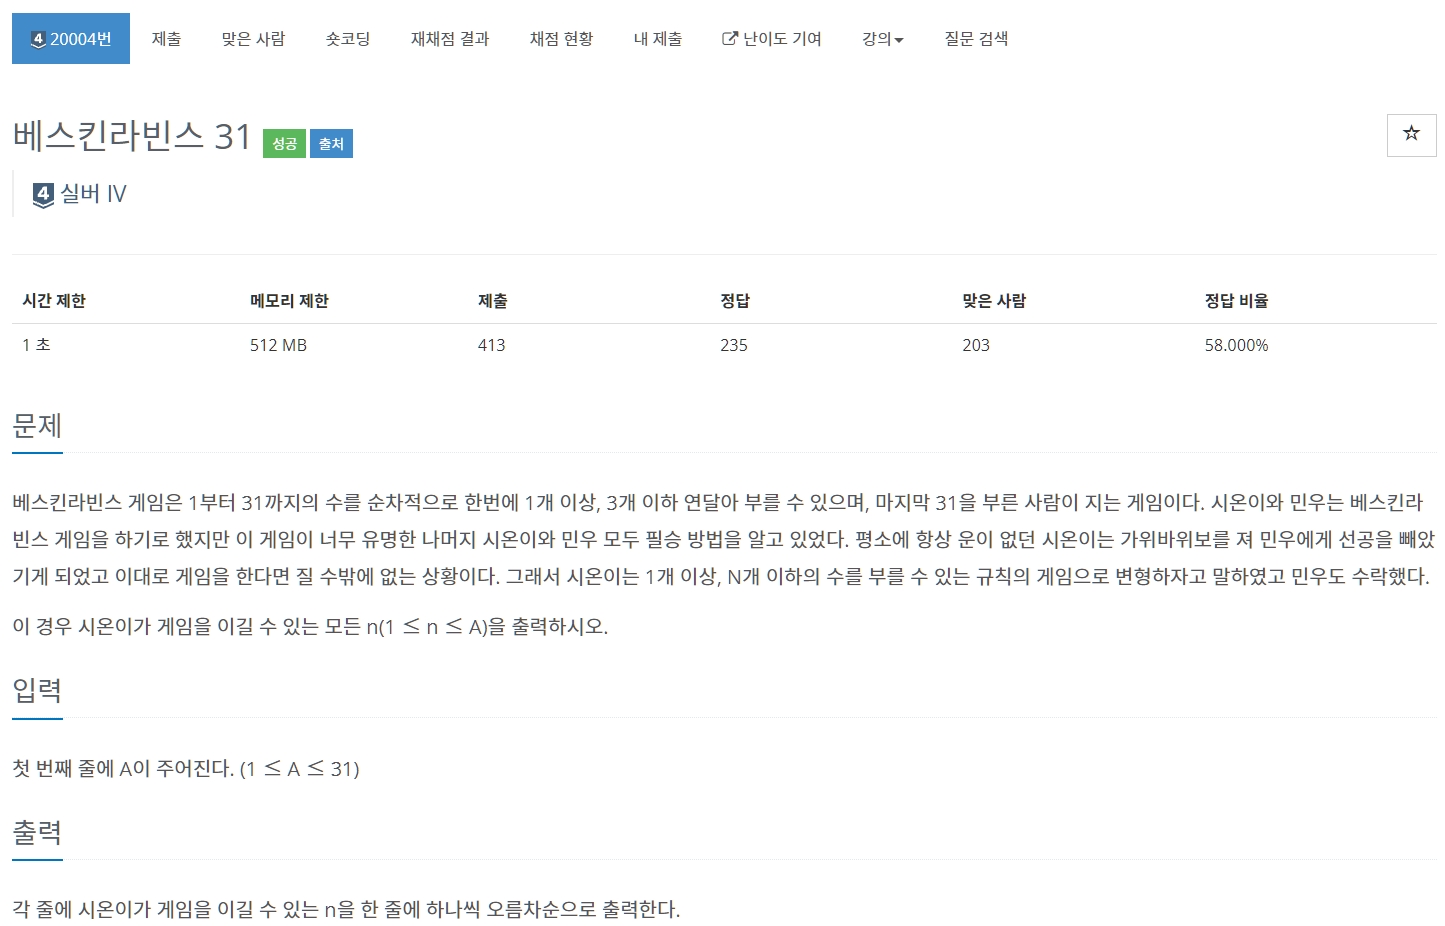 4 20004번 제출 맞은 사람 숏코딩 재채점 결과 채점 현황 내 제출 난이도 기여 강의 질문 검색
베스킨라빈스 31 성공 출처
4 실버 IV
시간 제한 메모리 제한 제출 정답 맞은 사람 정답 비율
1 초 512 MB 413 235 203 58.000%
문제
베스킨라빈스 게임은 1부터 31까지의 수를 순차적으로 한번에 1개 이상, 3개 이하 연달아 부를 수 있으며, 마지막 31을 부른 사람이 지는 게임이다. 시온이와 민우는 베스킨라
빈스 게임을 하기로 했지만 이 게임이 너무 유명한 나머지 시온이와 민우 모두 필승 방법을 알고 있었다. 평소에 항상 운이 없던 시온이는 가위바위보를 져 민우에게 선공을 빼았
기게 되었고 이대로 게임을 한다면 질 수밖에 없는 상황이다. 그래서 시온이는 1개 이상, N개 이하의 수를 부를 수 있는 규칙의 게임으로 변형하자고 말하였고 민우도 수락했다.
이 경우 시온이가 게임을 이길 수 있는 모든 n(1 ≤ n ≤ A)을 출력하시오.
입력
첫 번째 줄에 A이 주어진다. (1 ≤ A ≤ 31)
출력
각 줄에 시온이가 게임을 이길 수 있는 n을 한 줄에 하나씩 오름차순으로 출력한다.